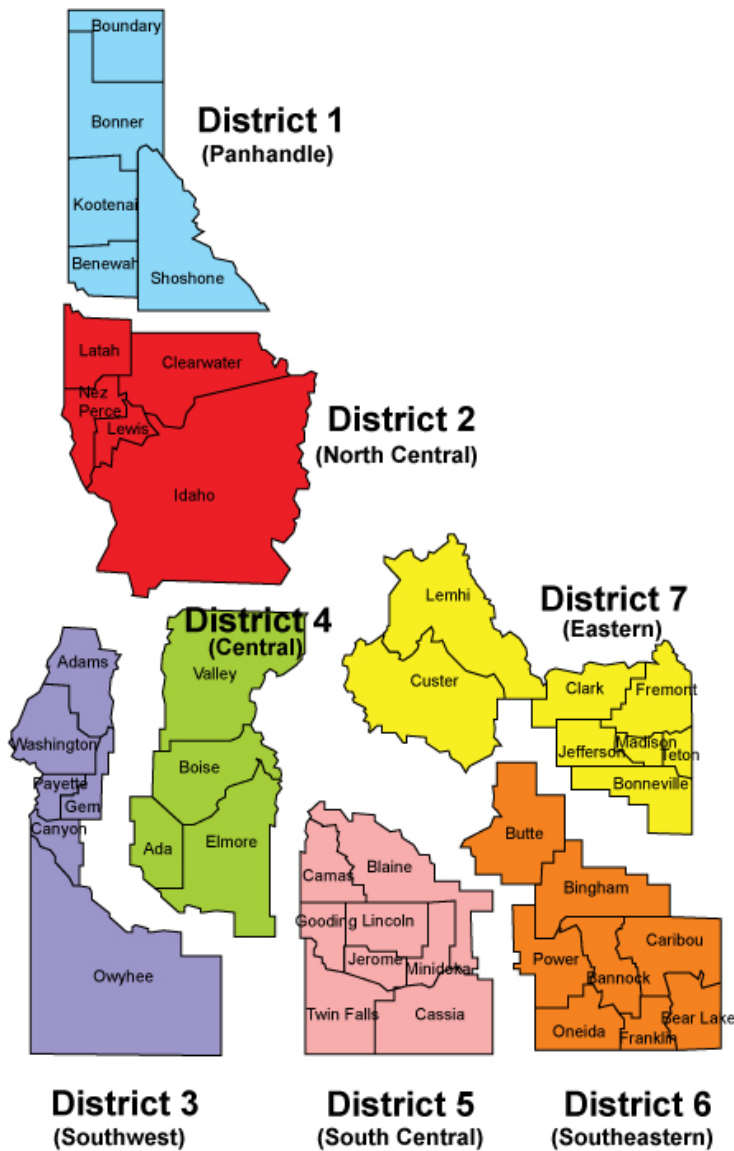 Boundary
Bonner
District 1
(Panhandle)
Kootenai
Benewah
Shoshone
Latah
Clearwater
Nez
Perce
Lewis
District 2
(North Central)
Idaho
Lemhi
District 7
(Eastern)
District 4
(Central)
Adams
Valley
Custer
Clark
Fremont
Washington
Madison
Jefferson
Teton
Boise
Payette
Bonneville
Gem
Canyon
Butte
Ada
Elmore
Blaine
Camas
Bingham
Gooding
Lincoln
Caribou
Jerome
Power
Minidoka
Owyhee
Bannock
Twin Falls
Cassia
Bear Lake
Oneida
Franklin
District 3
(Southwest)
District 5
(South Central)
District 6
(Southeastern)